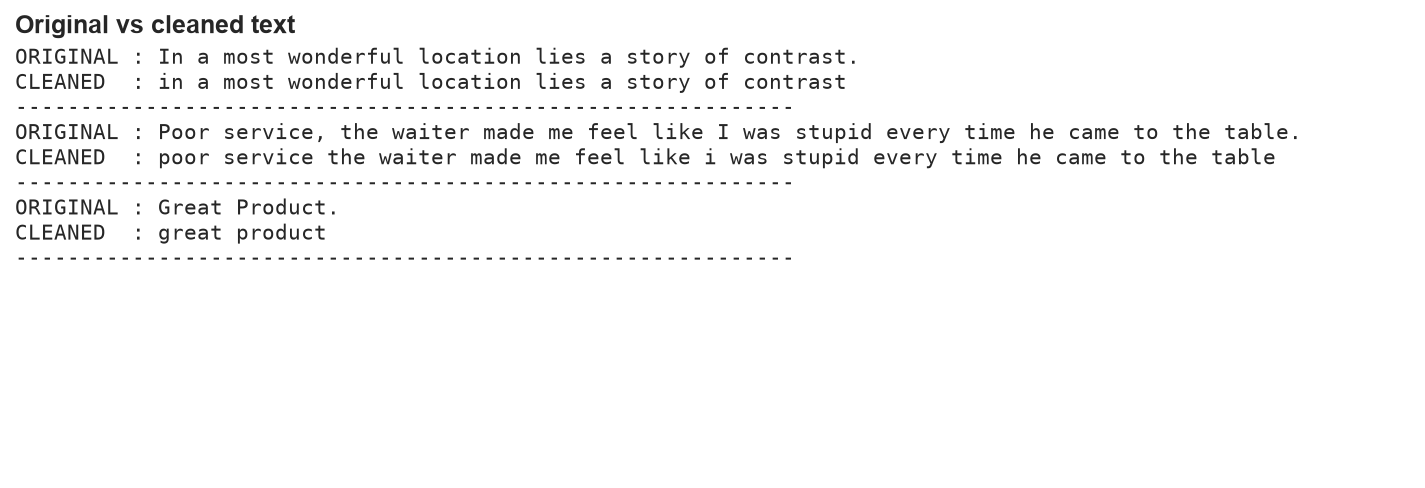 Original vs cleaned text
ORIGINAL : In a most wonderful location lies a story of contrast.
CLEANED  : in a most wonderful location lies a story of contrast
------------------------------------------------------------
ORIGINAL : Poor service, the waiter made me feel like I was stupid every time he came to the table.
CLEANED  : poor service the waiter made me feel like i was stupid every time he came to the table
------------------------------------------------------------
ORIGINAL : Great Product.
CLEANED  : great product
------------------------------------------------------------